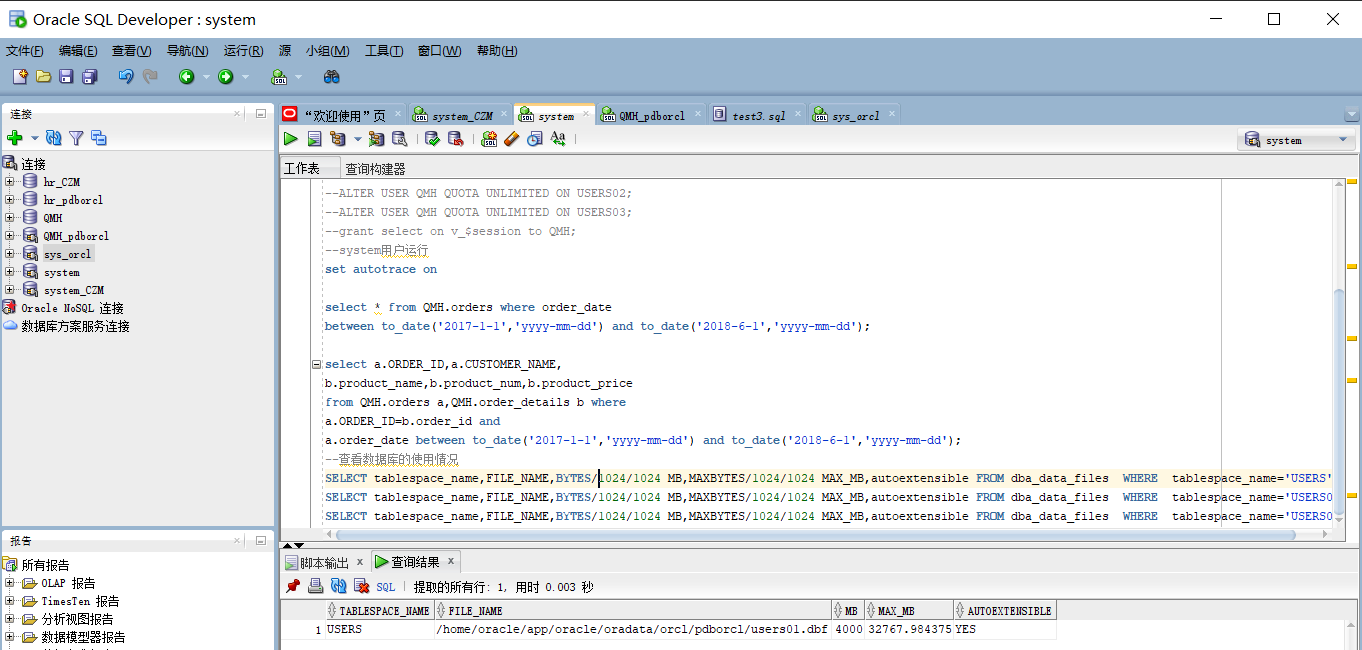 Oracle SQL Developer : system
文件(F) 编辑(E) 查看(V) 导航(N) 运行(R) 源 小组(M) 工具(T) 窗口(W) 帮助(H)
连接
连接
hr_CZM
hr_pdborcl
QMH
QMH_pdborcl
sys_orcl
system
system_CZM
Oracle NoSQL 连接
数据库方案服务连接
报告
所有报告
OLAP 报告
TimesTen 报告
分析视图报告
数据模型器报告
“欢迎使用”页 system_CZM system QMH_pdborcl test3.sql sys_orcl
system
工作表 查询构建器
--ALTER USER QMH QUOTA UNLIMITED ON USERS02;
--ALTER USER QMH QUOTA UNLIMITED ON USERS03;
--grant select on v_$session to QMH;
--system用户运行
set autotrace on
select * from QMH.orders where order_date
between to_date('2017-1-1','yyyy-mm-dd') and to_date('2018-6-1','yyyy-mm-dd');
select a.ORDER_ID,a.CUSTOMER_NAME,
b.product_name,b.product_num,b.product_price
from QMH.orders a,QMH.order_details b where
a.ORDER_ID=b.order_id and
a.order_date between to_date('2017-1-1','yyyy-mm-dd') and to_date('2018-6-1','yyyy-mm-dd');
--查看数据库的使用情况
SELECT tablespace_name,FILE_NAME,BYTES/1024/1024 MB,MAXBYTES/1024/1024 MAX_MB,autoextensible FROM dba_data_files WHERE tablespace_name='USERS'
SELECT tablespace_name,FILE_NAME,BYTES/1024/1024 MB,MAXBYTES/1024/1024 MAX_MB,autoextensible FROM dba_data_files WHERE tablespace_name='USERS0
SELECT tablespace_name,FILE_NAME,BYTES/1024/1024 MB,MAXBYTES/1024/1024 MAX_MB,autoextensible FROM dba_data_files WHERE tablespace_name='USERS0
脚本输出 查询结果
SQL 提取的所有行: 1, 用时 0.003 秒
TABLESPACE_NAME FILE_NAME MB MAX_MB AUTOEXTENSIBLE
1 USERS /home/oracle/app/oracle/oradata/orcl/pdborcl/users01.dbf 4000 32767.984375 YES